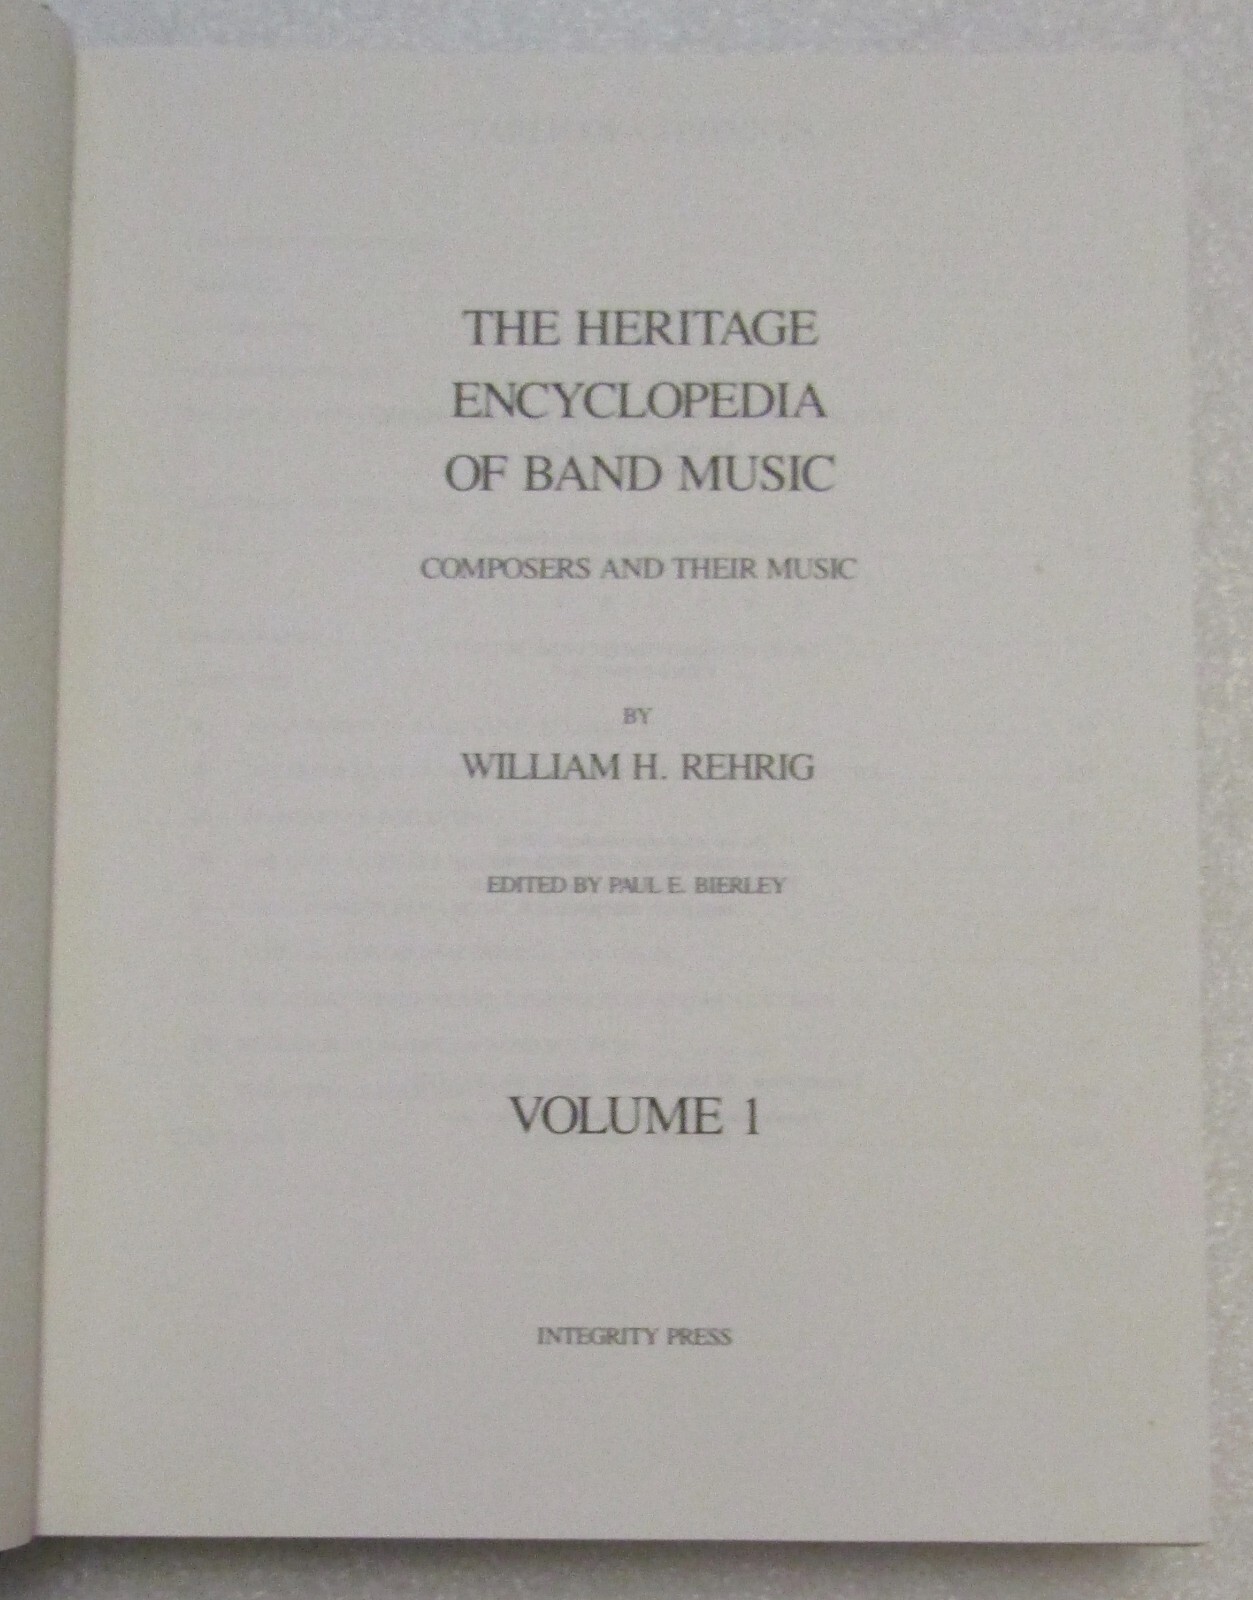 THE HERITAGE
ENCYCLOPEDIA
OF BAND MUSIC
COMPOSERS AND THEIR MUSIC
BY
WILLIAM H. REHRIG
EDITED BY PAUL E. BIERLEY
VOLUME 1
INTEGRITY PRESS